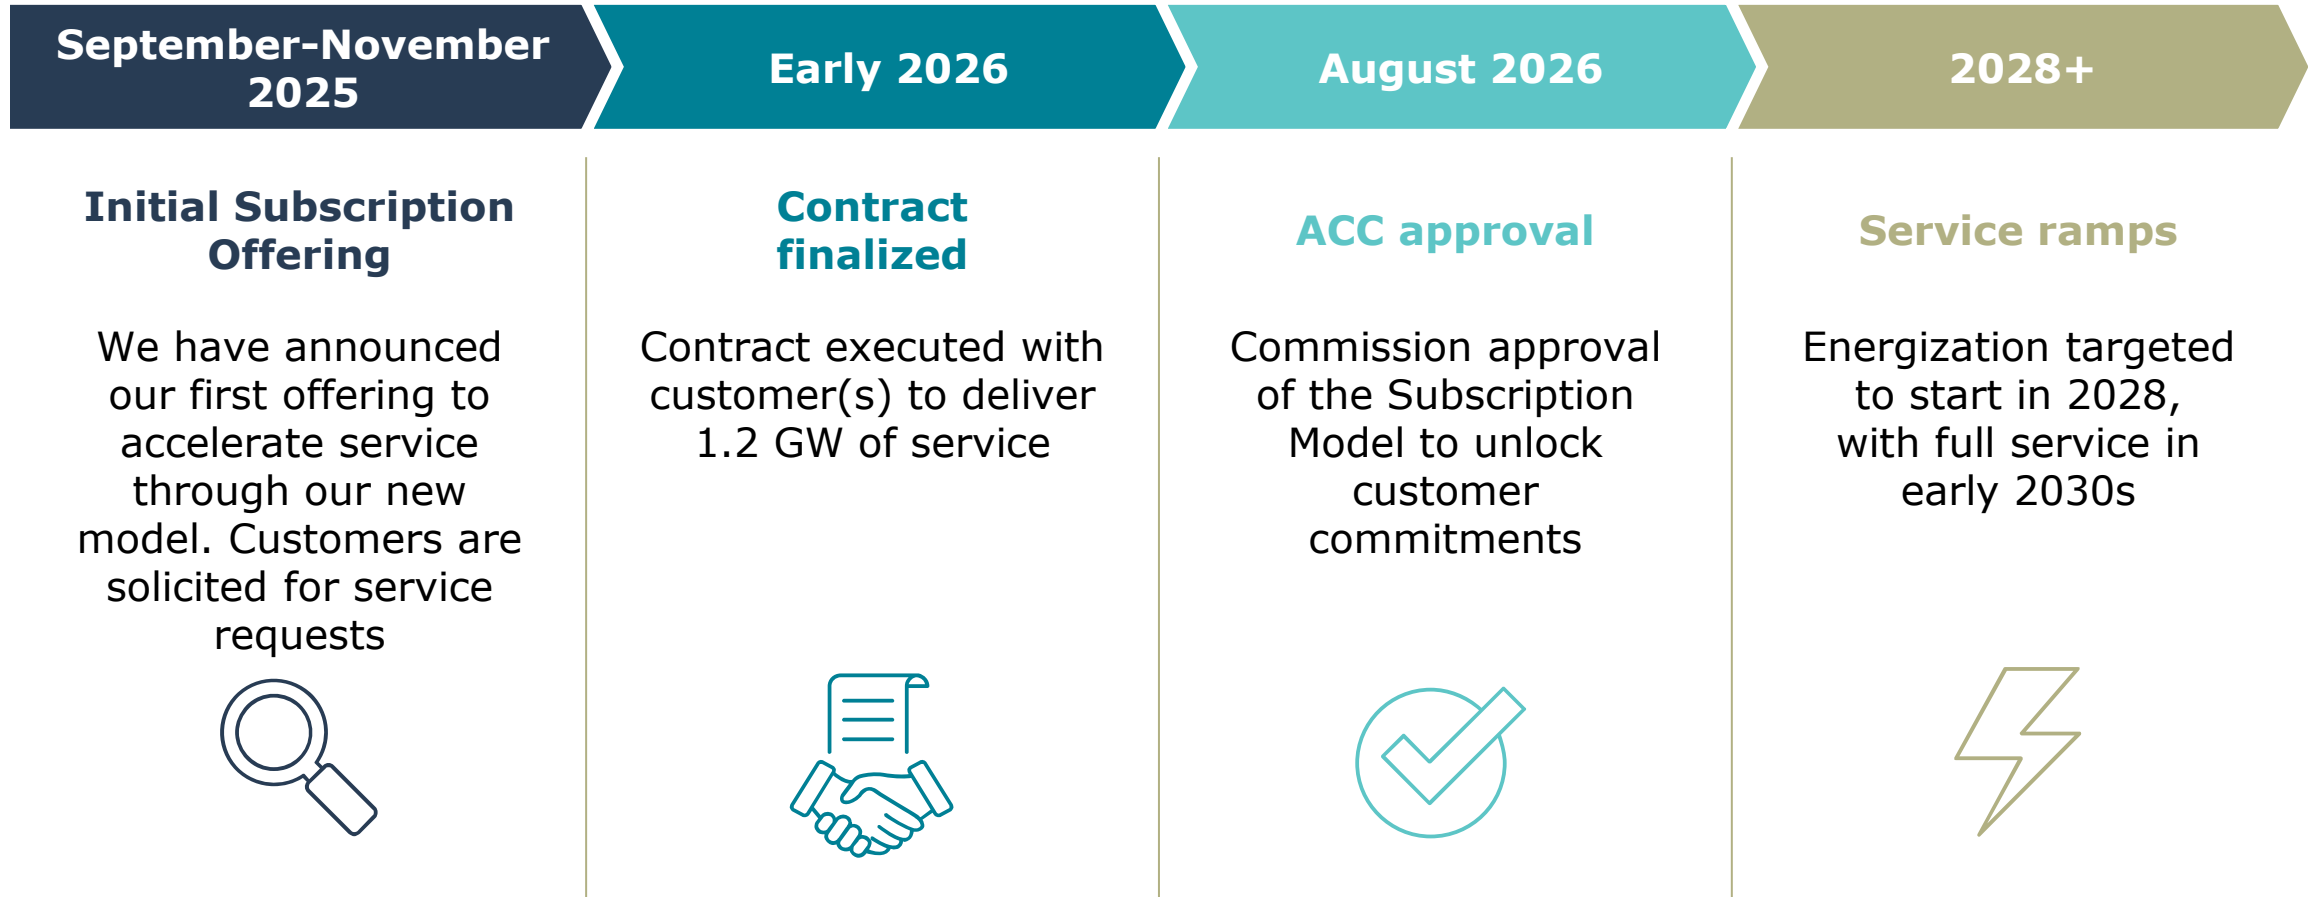 September-November
2025
Early 2026
August 2026
2028+
Initial Subscription
Offering
We have announced
our first offering to
accelerate service
through our new
model. Customers are
solicited for service
requests
Contract
finalized
Contract executed with
customer(s) to deliver
1.2 GW of service
ACC approval
Commission approval
of the Subscription
Model to unlock
customer
commitments
Service ramps
Energization targeted
to start in 2028,
with full service in
early 2030s